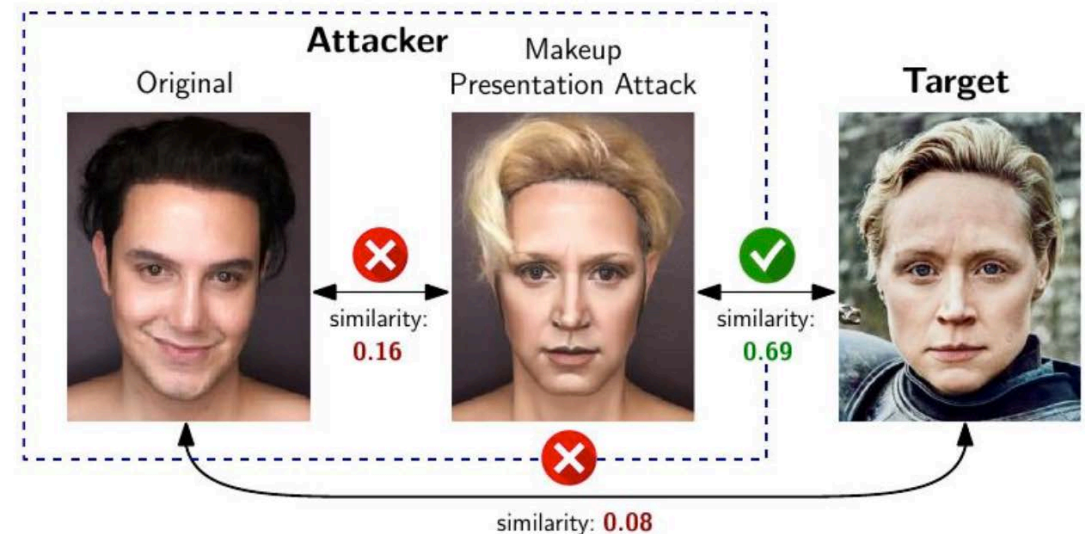 Attacker
Original
Makeup
Presentation Attack
Target
similarity:
0.16
similarity:
0.69
similarity: 0.08